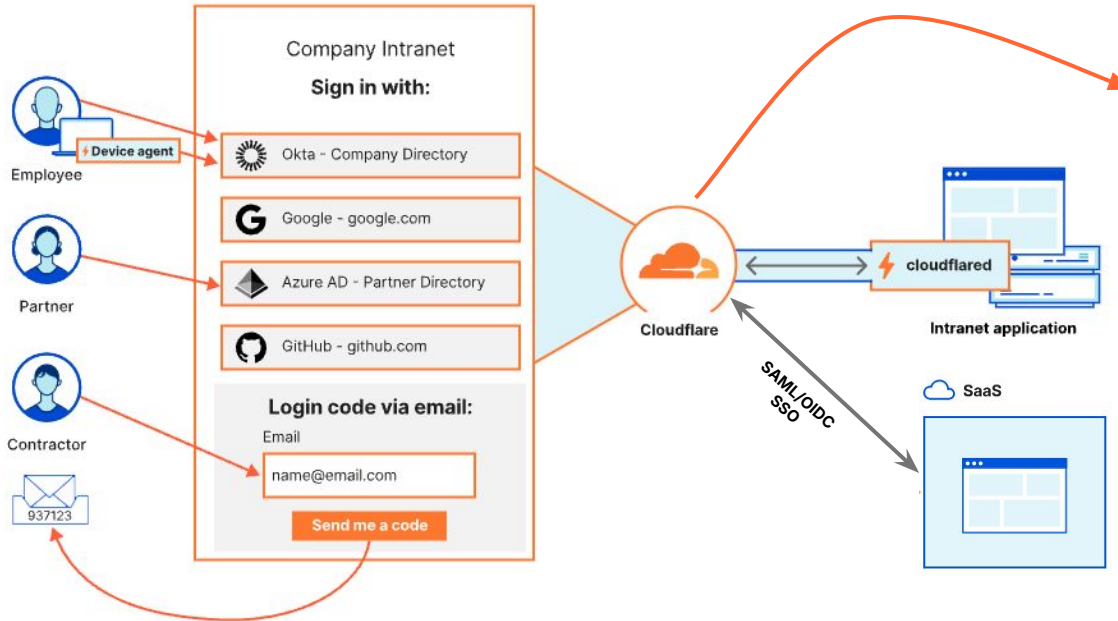 Company Intranet
Sign in with:
Device agent
Employee
Okta - Company Directory
Google - google.com
Partner
Azure AD - Partner Directory
GitHub - github.com
Contractor
937123
Login code via email:
Email
name@email.com
Send me a code
Cloudflare
cloudflared
Intranet application
SAML/OIDC
SSO
SaaS